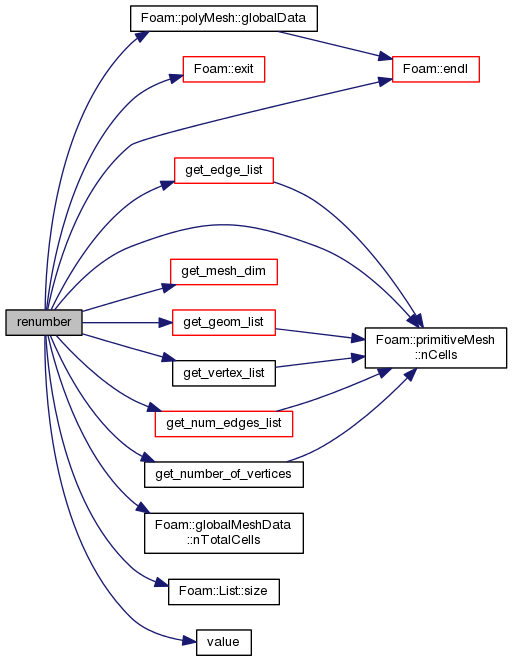 Foam::polyMesh::globalData
Foam::exit
Foam::endl
get_edge_list
get_mesh_dim
renumber
get_geom_list
Foam::primitiveMesh
::nCells
get_vertex_list
get_num_edges_list
get_number_of_vertices
Foam::globalMeshData
::nTotalCells
Foam::List::size
value